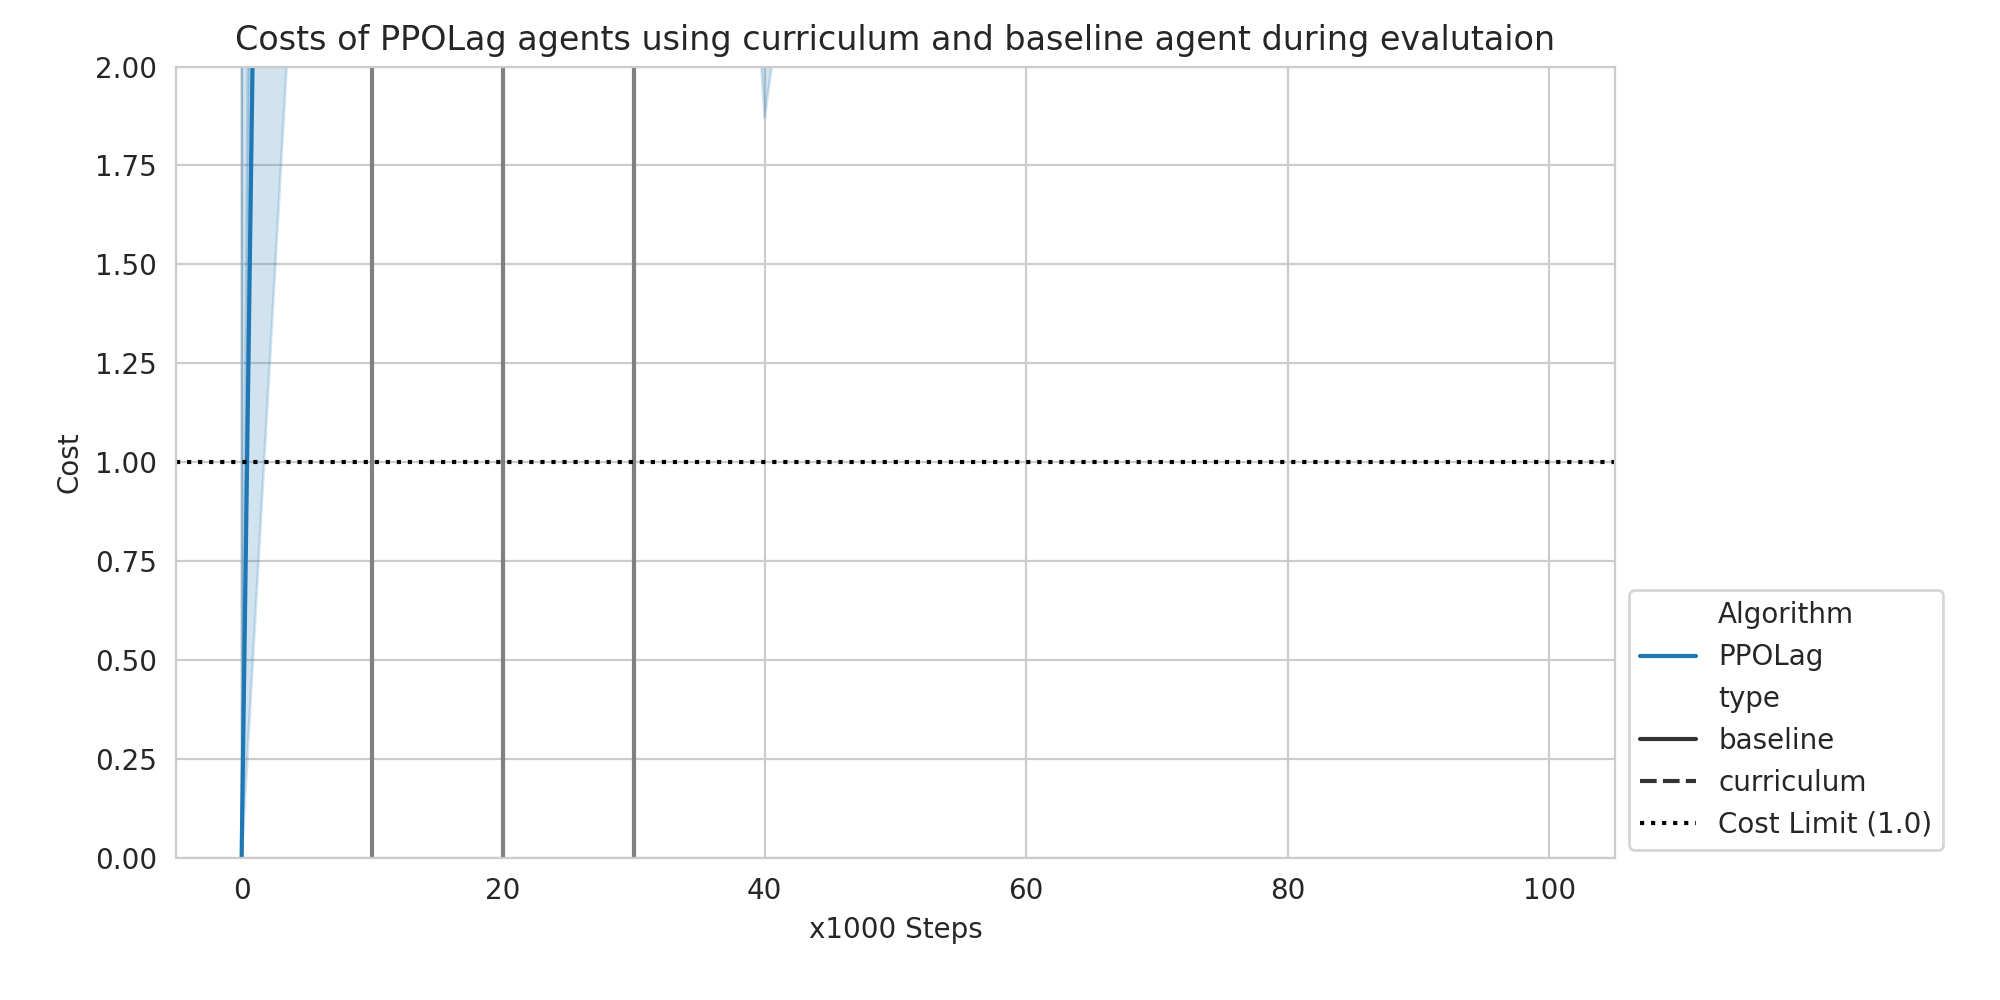 Costs of PPOLag agents using curriculum and baseline agent during evalutaion
2.00
1.75
1.50
1.25
1.00
0.75
0.50
0.25
0.00
Cost
0 20 40 60 80 100
x1000 Steps
Algorithm
PPOLag
type
baseline
curriculum
Cost Limit (1.0)